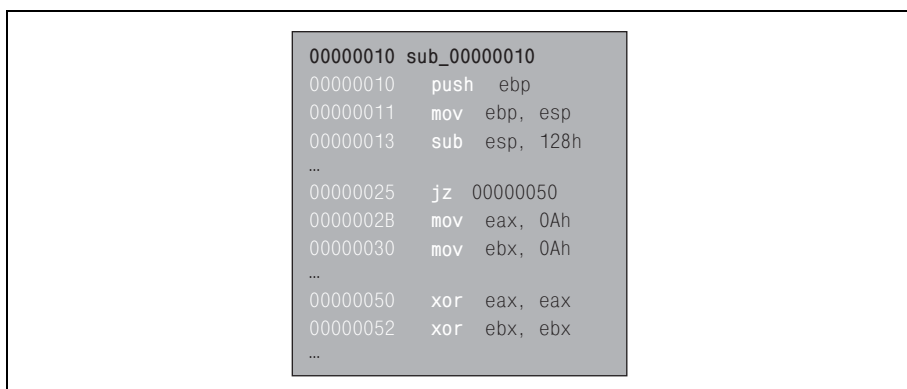 00000010 sub_00000010
00000010 push ebp
00000011 mov ebp, esp
00000013 sub esp, 128h
…
00000025 jz 00000050
0000002B mov eax, 0Ah
00000030 mov ebx, 0Ah
…
00000050 xor eax, eax
00000052 xor ebx, ebx
…